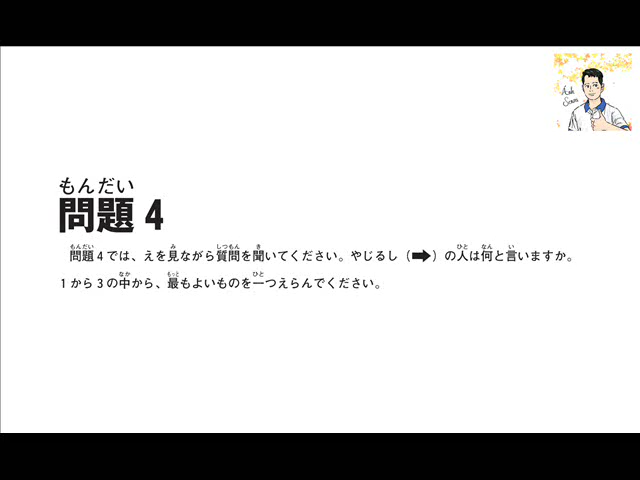 もんだい
問題 4
問題4では、えを見ながら質問を聞いてください。やじるし（➡）の人は何と言いますか。
1から3の中から、最もよいものを一つえらんでください。